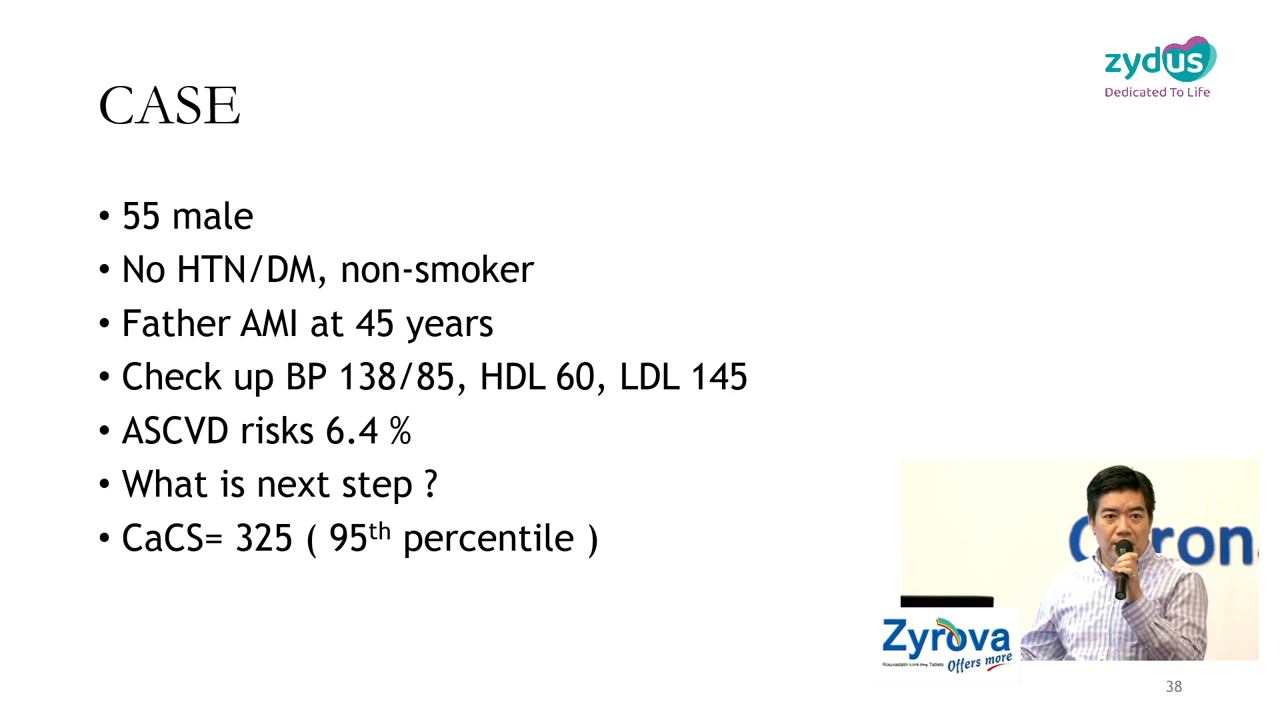 zydus
Dedicated To Life
CASE
• 55 male
• No HTN/DM, non-smoker
• Father AMI at 45 years
• Check up BP 138/85, HDL 60, LDL 145
• ASCVD risks 6.4 %
• What is next step ?
• CaCS= 325 ( 95th percentile )
Zyrova
Offers more
38